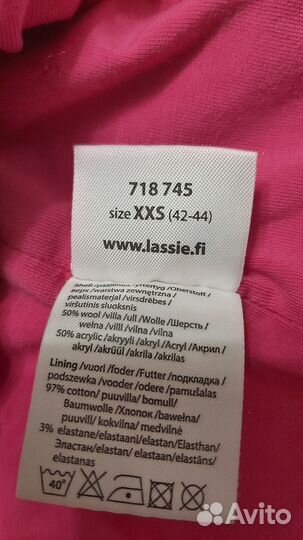 718 745
size XXS (42-44)
www.lassie.fi
Shell/päällinen/yttertyg/Oberstoff/
верх/warstwa zewnętrzna/
pealismaterjal/virsdrēbes/
viršutinis sluoksnis
50% wool/villa/ull/Wolle/Шерсть/
wełna/vill/vilna/vilna
50% acrylic/akryyli/akryl/Acryl/Акрил/
akryl/akrüül/akrils/akrilas
Lining/vuori/foder/Futter/подкладка/
podszewka/vooder/odere/pamušalas
97% cotton/puuvilla/bomull/
Baumwolle/Хлопок/bawełna/
puuvill/kokvilna/medvilnė
3% elastane/elastaani/elastan/Elasthan/
Эластан/elastan/elastaan/elastāns/
elastanas
40°
Avito